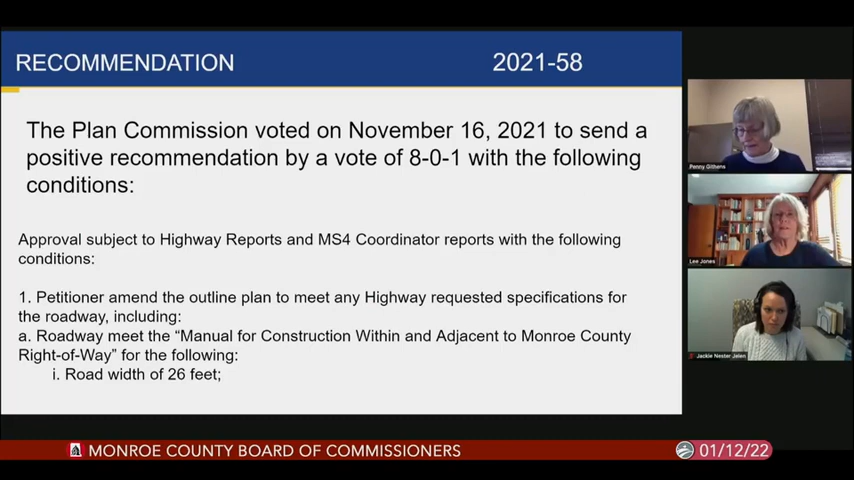 RECOMMENDATION 2021-58
The Plan Commission voted on November 16, 2021 to send a
positive recommendation by a vote of 8-0-1 with the following
conditions:
Approval subject to Highway Reports and MS4 Coordinator reports with the following
conditions:
1. Petitioner amend the outline plan to meet any Highway requested specifications for
the roadway, including:
a. Roadway meet the “Manual for Construction Within and Adjacent to Monroe County
Right-of-Way” for the following:
i. Road width of 26 feet;
Penny Githens
Lee Jones
Jackie Nester Jelen
MONROE COUNTY BOARD OF COMMISSIONERS 01/12/22